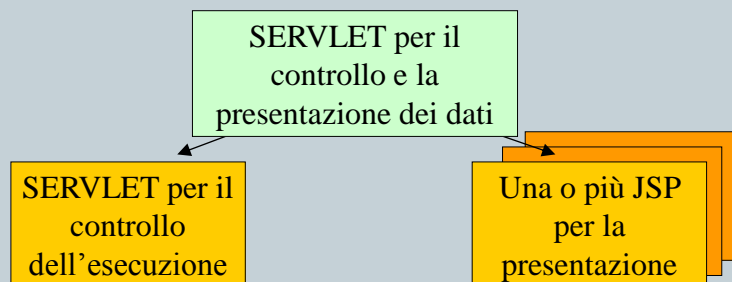 SERVLET per il
controllo e la
presentazione dei dati
SERVLET per il
controllo
dell’esecuzione
Una o più JSP
per la
presentazione